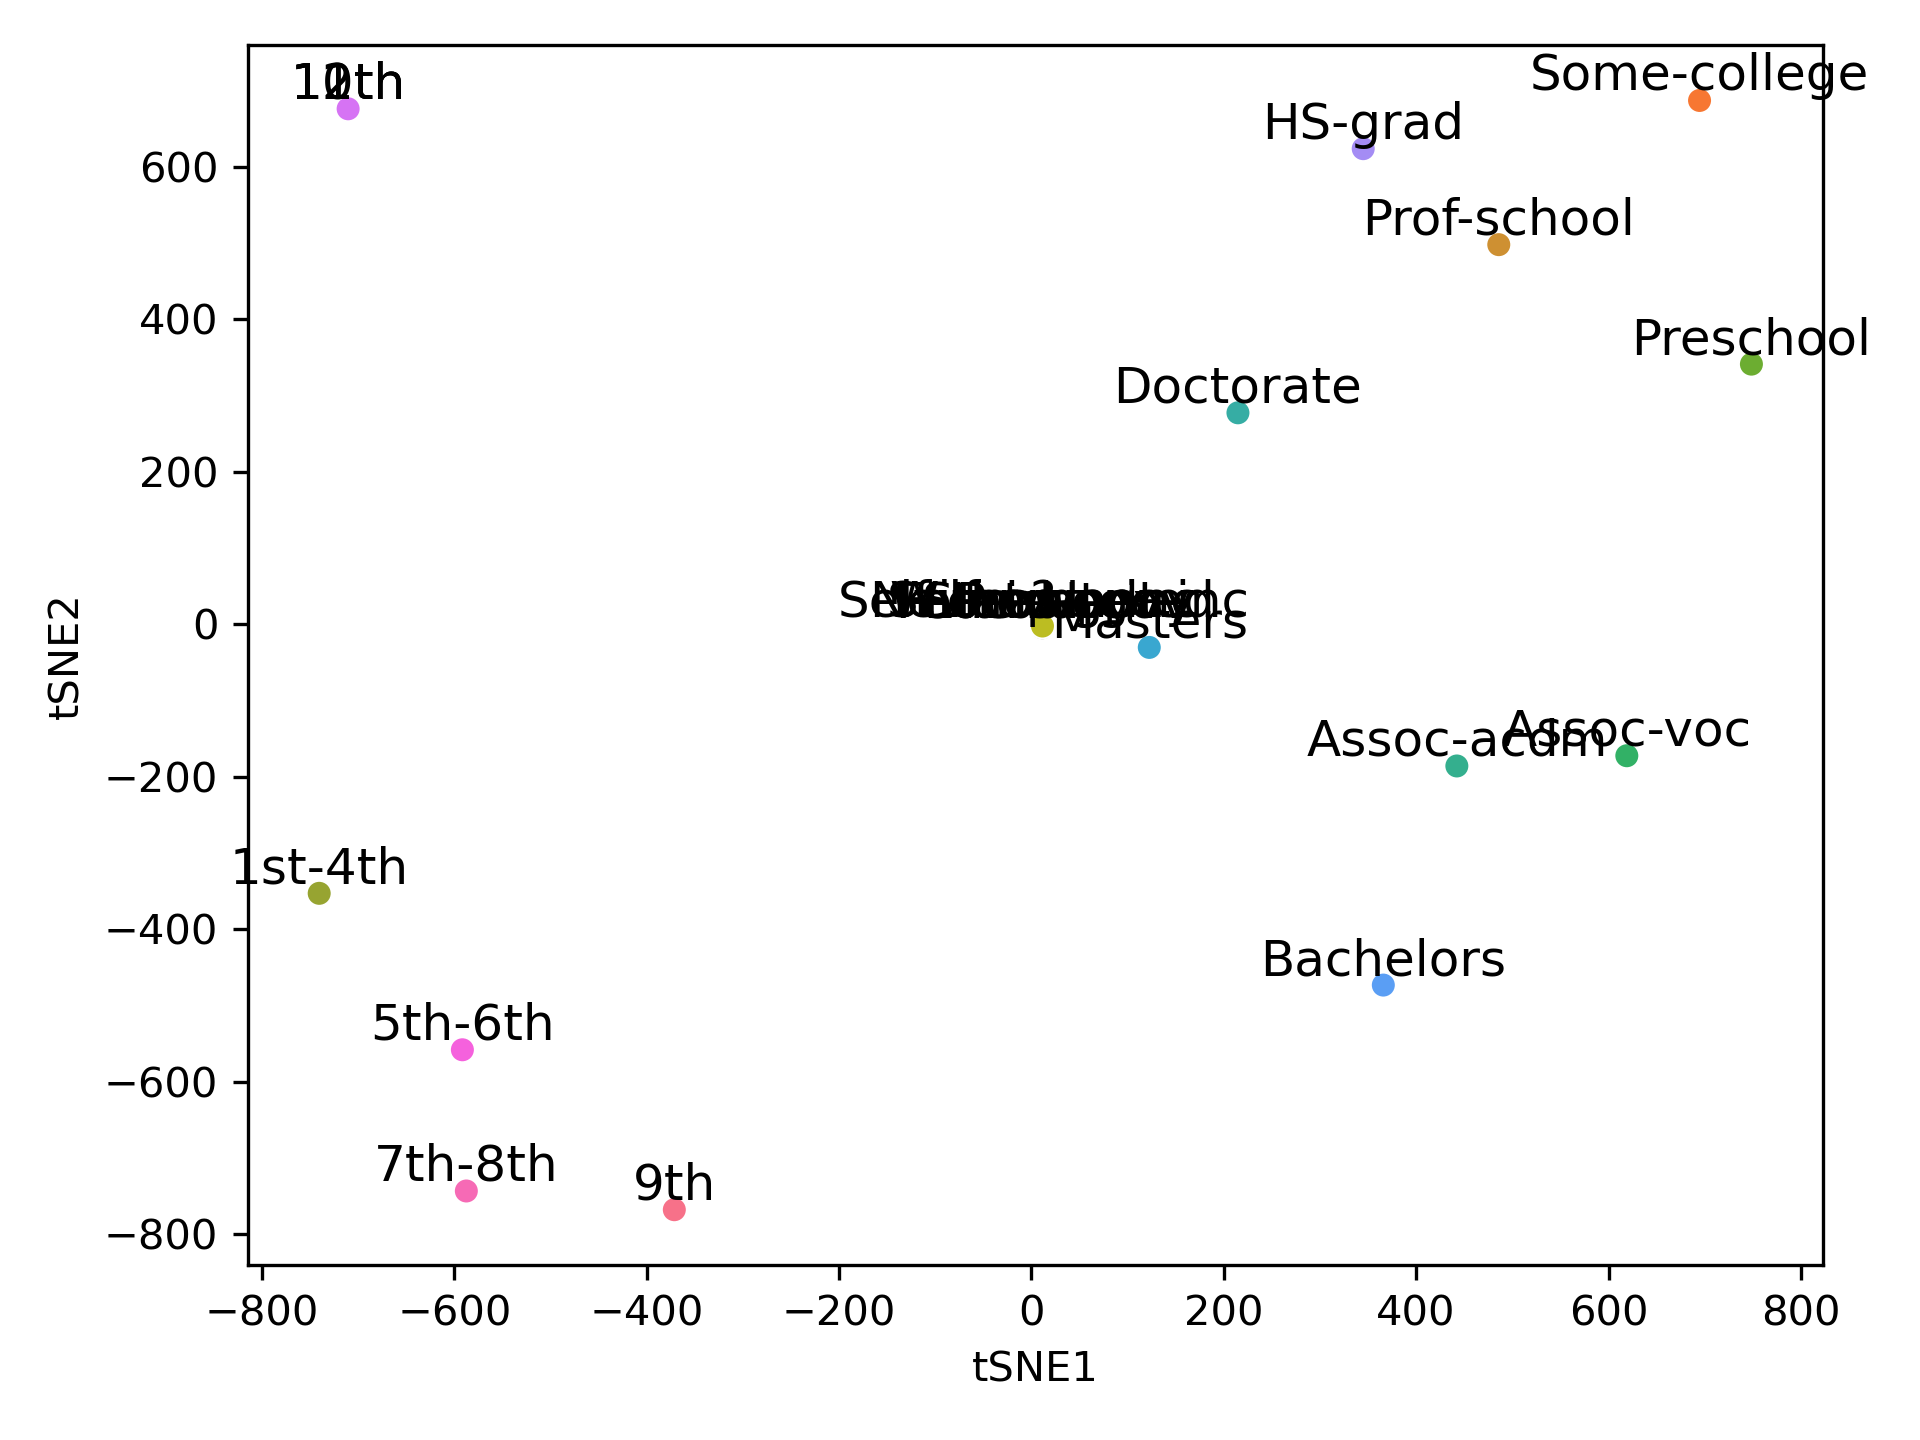 Some-college
HS-grad
Prof-school
Preschool
Doctorate
Masters
Assoc-voc
Assoc-acdm
1st-4th
Bachelors
5th-6th
7th-8th
9th
600
400
200
0
−200
−400
−600
−800
tSNE2
−800
−600
−400
−200
0
200
400
600
800
tSNE1